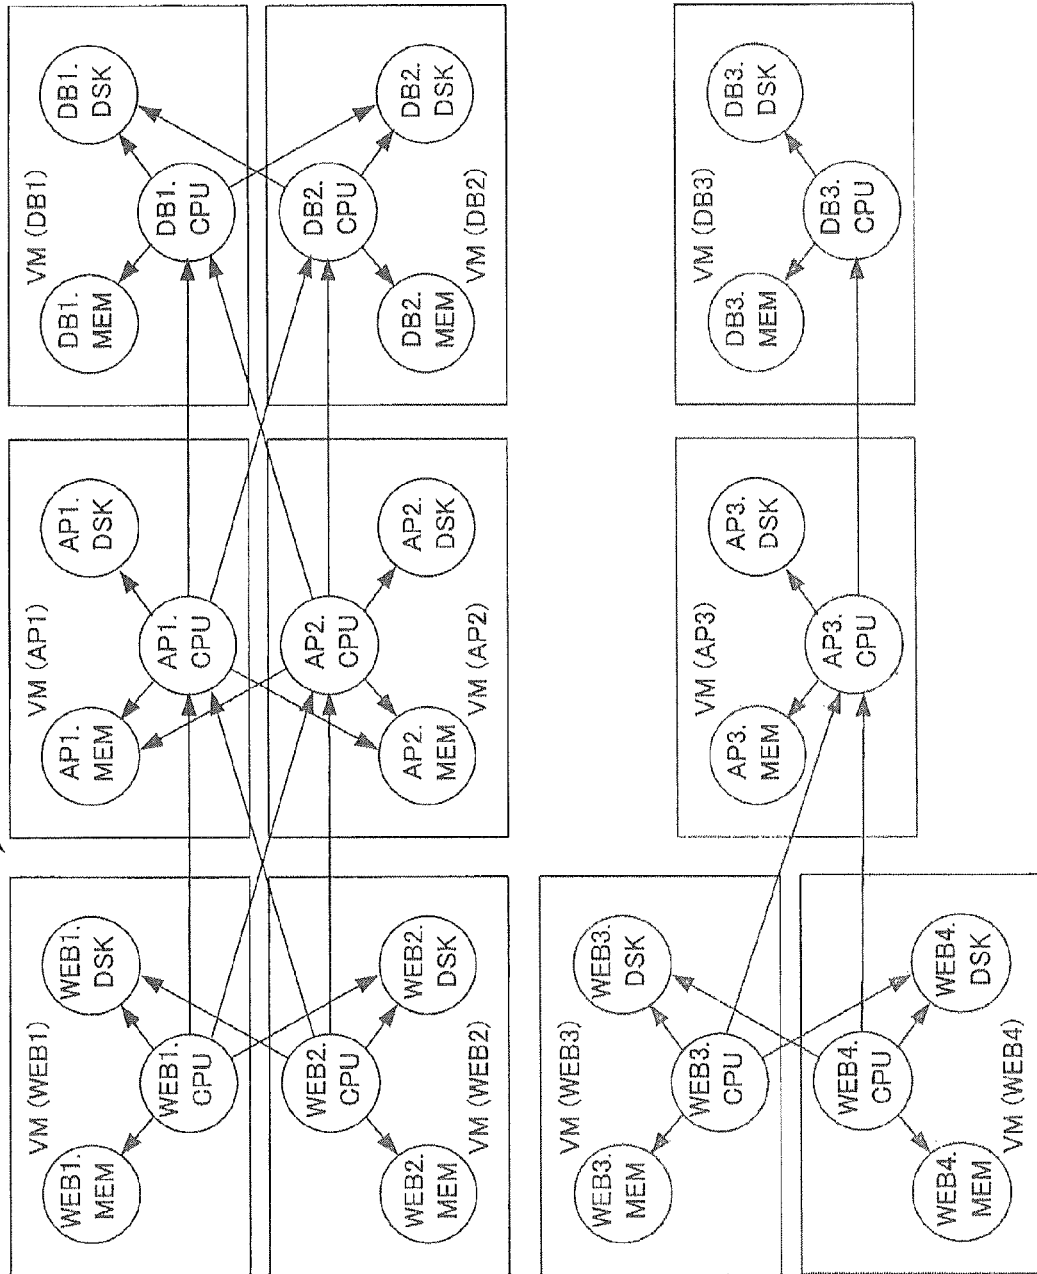 VM (DB1)
DB1.
MEM
DB1.
CPU
DB1.
DSK
VM (DB2)
DB2.
MEM
DB2.
CPU
DB2.
DSK
VM (DB3)
DB3.
MEM
DB3.
CPU
DB3.
DSK
VM (AP1)
AP1.
MEM
AP1.
CPU
AP1.
DSK
VM (AP2)
AP2.
MEM
AP2.
CPU
AP2.
DSK
VM (AP3)
AP3.
MEM
AP3.
CPU
AP3.
DSK
VM (WEB1)
WEB1.
MEM
WEB1.
CPU
WEB1.
DSK
VM (WEB2)
WEB2.
MEM
WEB2.
CPU
WEB2.
DSK
VM (WEB3)
WEB3.
MEM
WEB3.
CPU
WEB3.
DSK
VM (WEB4)
WEB4.
MEM
WEB4.
CPU
WEB4.
DSK